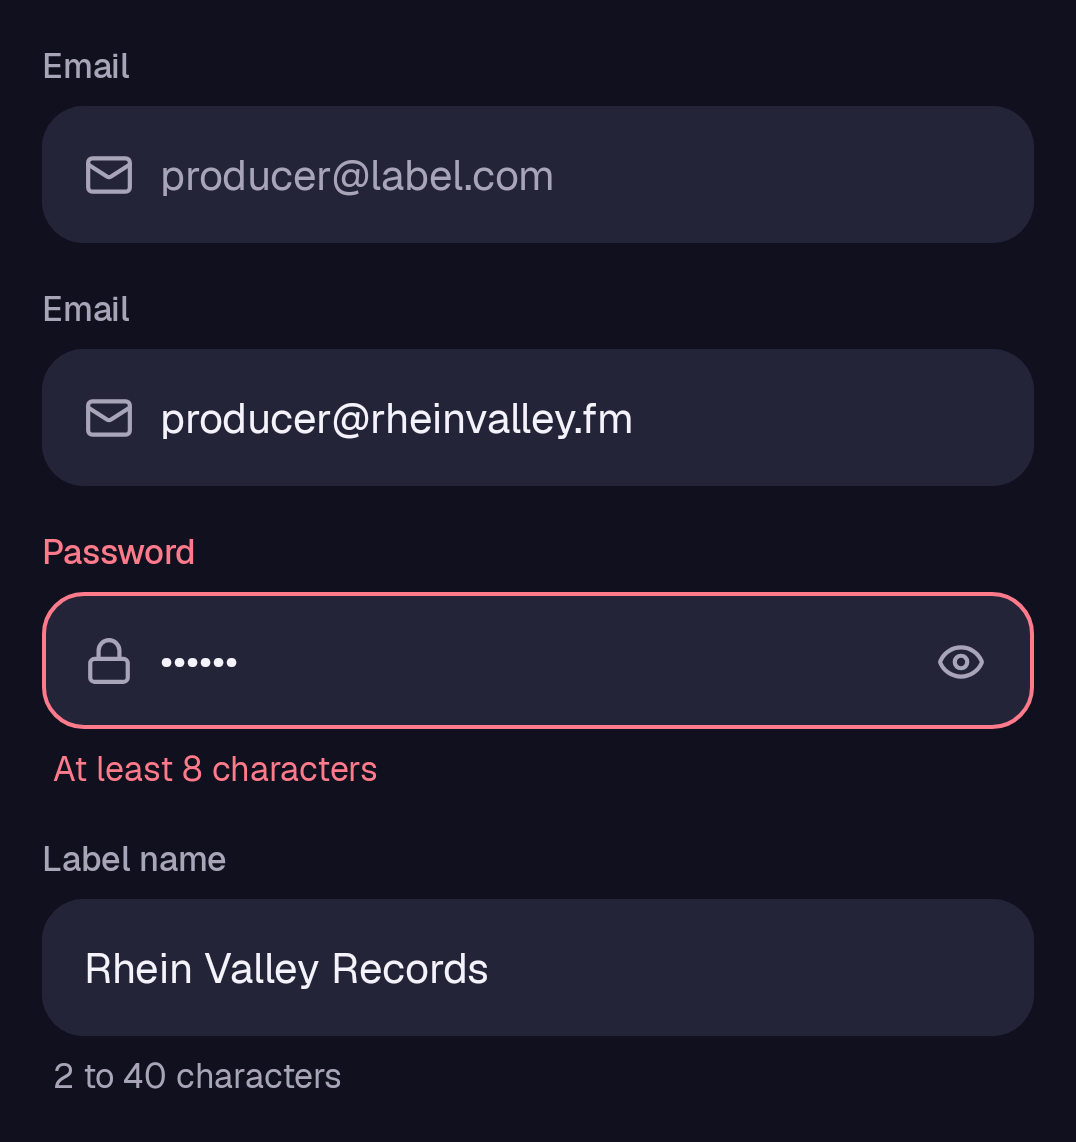 Email
producer@label.com
Email
producer@rheinvalley.fm
Password
••••••
At least 8 characters
Label name
Rhein Valley Records
2 to 40 characters